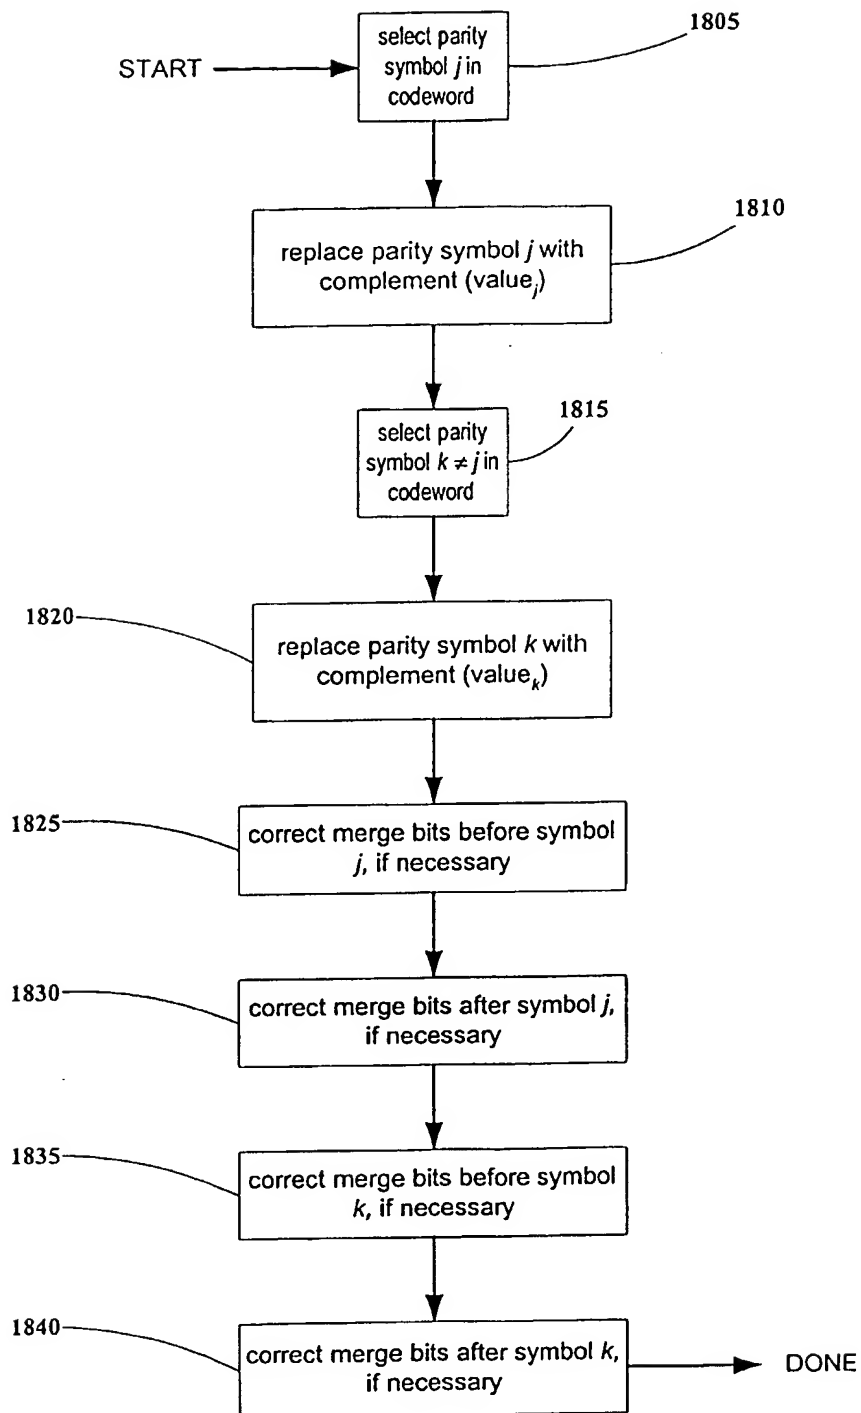 1805
select parity
symbol j in
codeword
START
1810
replace parity symbol j with
complement (value_j)
1815
select parity
symbol k ≠ j in
codeword
1820
replace parity symbol k with
complement (value_k)
1825
correct merge bits before symbol
j, if necessary
1830
correct merge bits after symbol j,
if necessary
1835
correct merge bits before symbol
k, if necessary
1840
correct merge bits after symbol k,
if necessary
DONE